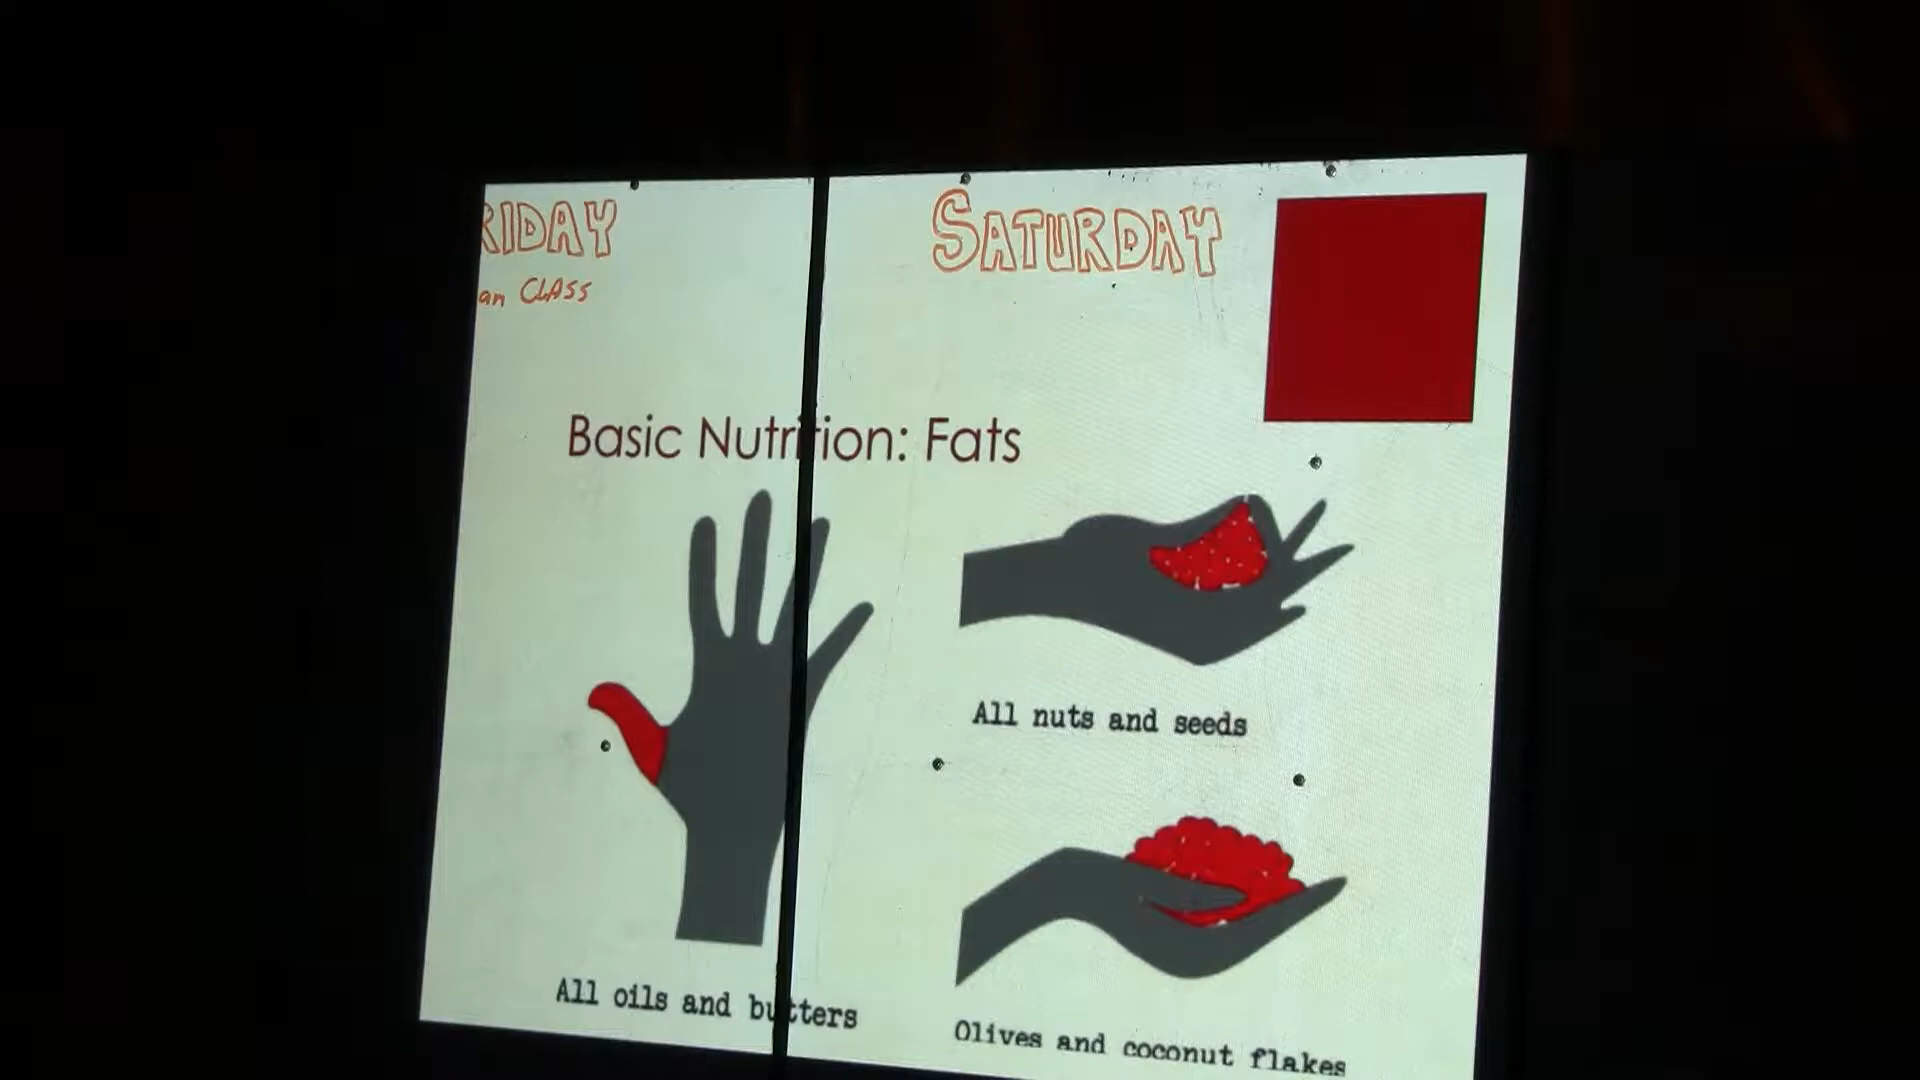 RIDAY
an CLASS
SATURDAY
Basic Nutrition: Fats
All oils and butters
All nuts and seeds
Olives and coconut flakes